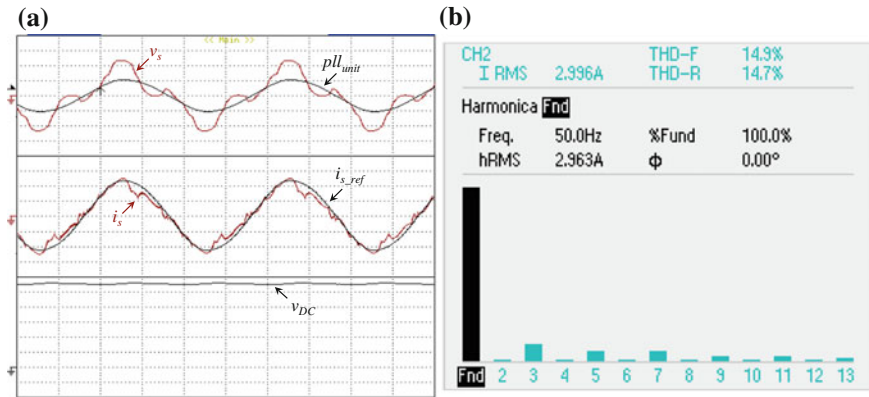 (a)
<< Main >>
v_s
pll_unit
i_s_ref
i_s
v_DC
(b)
CH2 THD-F 14.9%
I RMS 2.996A THD-R 14.7%
Harmonica Fnd
Freq. 50.0Hz %Fund 100.0%
hRMS 2.963A ϕ 0.00°
Fnd 2 3 4 5 6 7 8 9 10 11 12 13